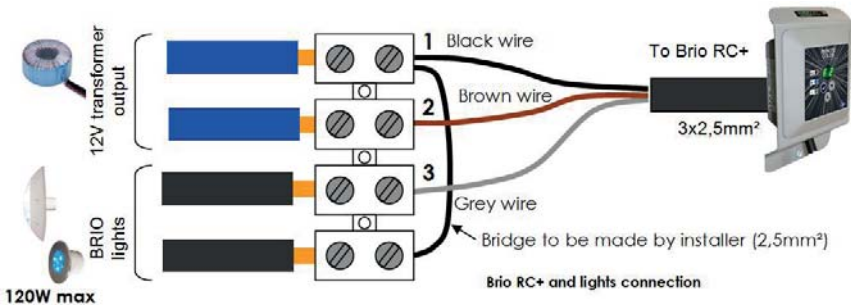 12V transformer
output
1
Black wire
2
Brown wire
3
Grey wire
To Brio RC+
3x2,5mm²
BRIO
lights
120W max
Bridge to be made by installer (2,5mm²)
Brio RC+ and lights connection